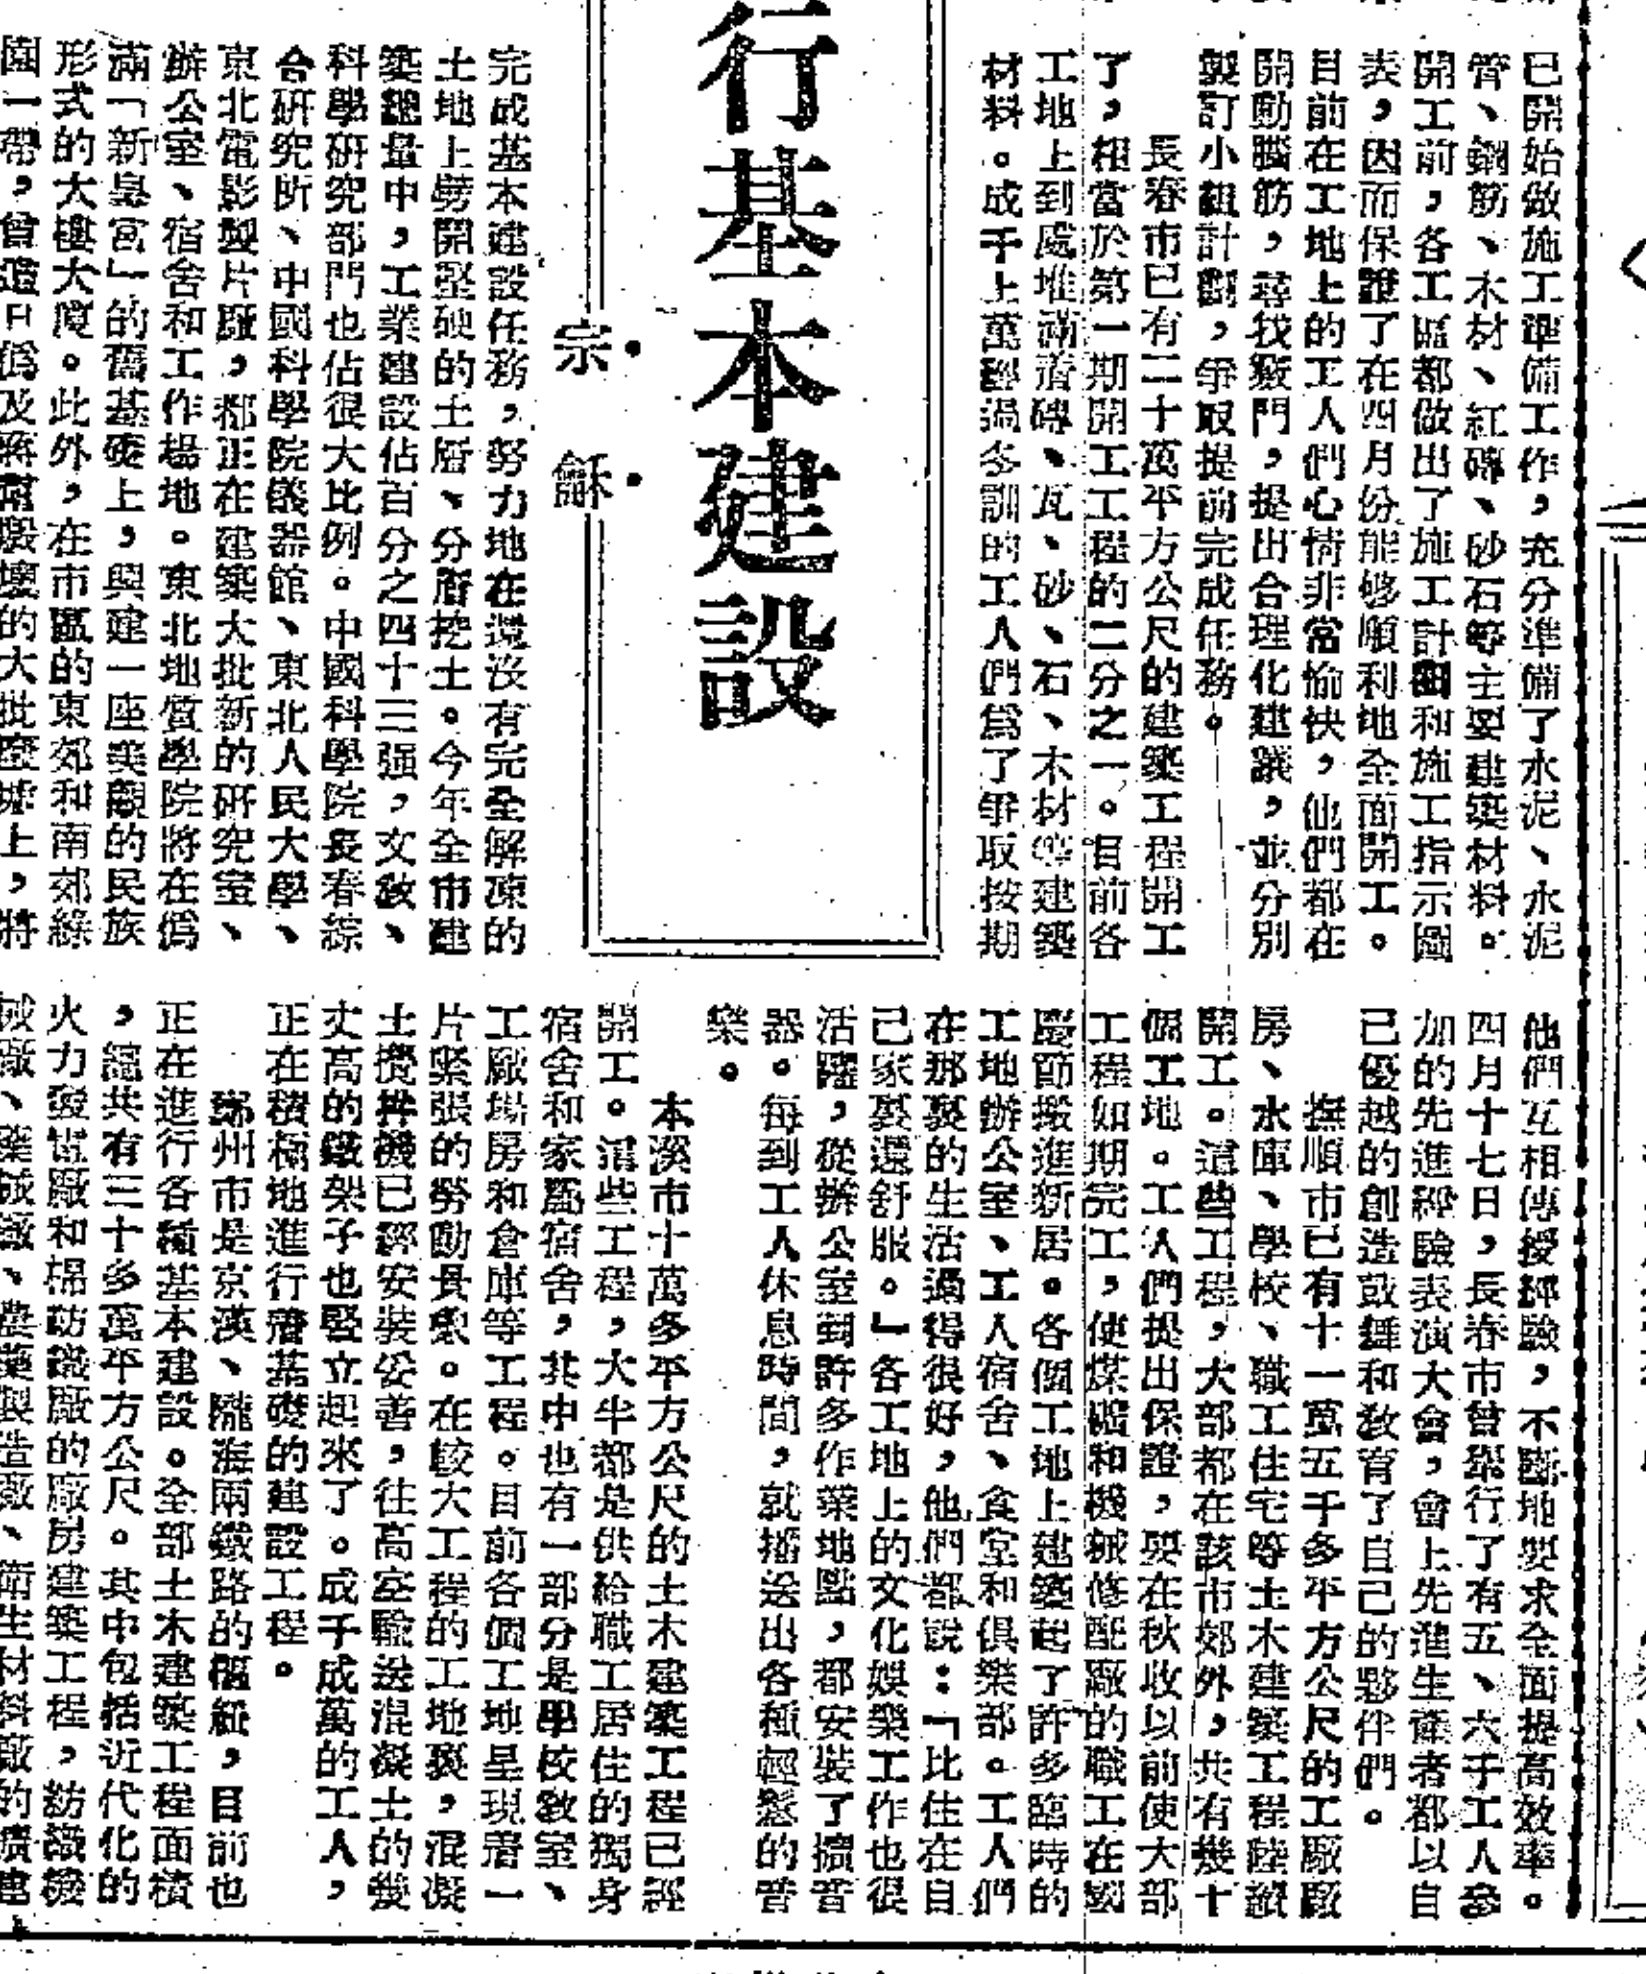 行基本建設
宗·
龢·
已開始做施工準備工作，充分準備了水泥、水泥
管、鋼筋、木材、紅磚、砂石等主要建築材料。
開工前，各工區都做出了施工計劃和施工指示圖
表，因而保證了在四月份能够順利地全面開工。
目前在工地上的工人們心情非常愉快，他們都在
開動腦筋，尋找竅門，提出合理化建議，並分別
製訂小組計劃，爭取提前完成任務。
長春市已有二十萬平方公尺的建築工程開工
了，相當於第一期開工工程的二分之一。目前各
工地上到處堆滿着磚、瓦、砂、石、木材等建築
材料。成千上萬經過冬訓的工人們爲了爭取按期
完成基本建設任務，努力地在還沒有完全解凍的
土地上劈開堅硬的土層、分層挖土。今年全市建
築總量中，工業建設佔百分之四十三强，文敎、
科學硏究部門也佔很大比例。中國科學院長春綜
合硏究所、中國科學院儀器館、東北人民大學、
東北電影製片廠，都正在建築大批新的硏究室、
辦公室、宿舍和工作場地。東北地質學院將在僞
滿「新皇宮」的舊基礎上，興建一座美觀的民族
形式的大樓大厦。此外，在市區的東郊和南郊綠
園一帶，曾遭日僞及蔣幫毀壞的大批廢墟上，將
他們互相傳授經驗，不斷地要求全面提高效率。
四月十七日，長春市曾舉行了有五、六千工人參
加的先進經驗表演大會，會上先進生產者都以自
已優越的創造鼓舞和敎育了自己的夥伴們。
撫順市已有十一萬五千多平方公尺的工廠廠
房、水庫、學校、職工住宅等土木建築工程陸續
開工。這些工程，大部都在該市郊外，共有幾十
個工地。工人們提出保證，要在秋收以前使大部
工程如期完工，使煤礦和機械修配廠的職工在國
慶節搬進新居。各個工地上建築起了許多臨時的
工地辦公室、工人宿舍、食堂和俱樂部。工人們
在那裏的生活過得很好，他們都說：「比住在自
己家裏還舒服。」各工地上的文化娛樂工作也很
活躍，從辦公室到許多作業地點，都安裝了擴音
器。每到工人休息時間，就播送出各種輕鬆的音
樂。
本溪市十萬多平方公尺的土木建築工程已經
開工。這些工程，大半都是供給職工居住的獨身
宿舍和家屬宿舍，其中也有一部分是學校敎室、
工廠場房和倉庫等工程。目前各個工地呈現着一
片緊張的勞動景象。在較大工程的工地裏，混凝
土攪拌機已經安裝妥善，往高空輸送混凝土的幾
丈高的鐵架子也竪立起來了。成千成萬的工人，
正在積極地進行着基礎的建設工程。
鄭州市是京漢、隴海兩鐵路的樞紐，目前也
正在進行各種基本建設。全部土木建築工程面積
，總共有三十多萬平方公尺。其中包括近代化的
火力發電廠和棉紡織廠的廠房建築工程，紡織機
械廠、藥械廠、農藥製造廠、衛生材料廠的擴建